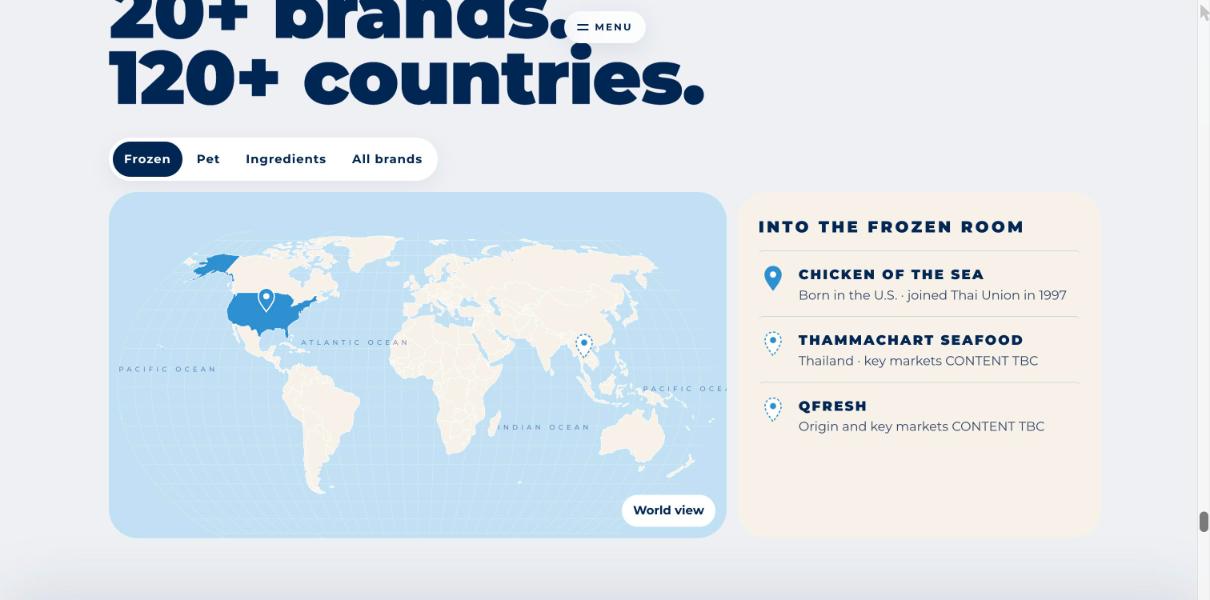 20+ brands.
MENU
120+ countries.
Frozen
Pet
Ingredients
All brands
ATLANTIC OCEAN
PACIFIC OCEAN
PACIFIC OCEA
INDIAN OCEAN
World view
INTO THE FROZEN ROOM
CHICKEN OF THE SEA
Born in the U.S. · joined Thai Union in 1997
THAMMACHART SEAFOOD
Thailand · key markets CONTENT TBC
QFRESH
Origin and key markets CONTENT TBC